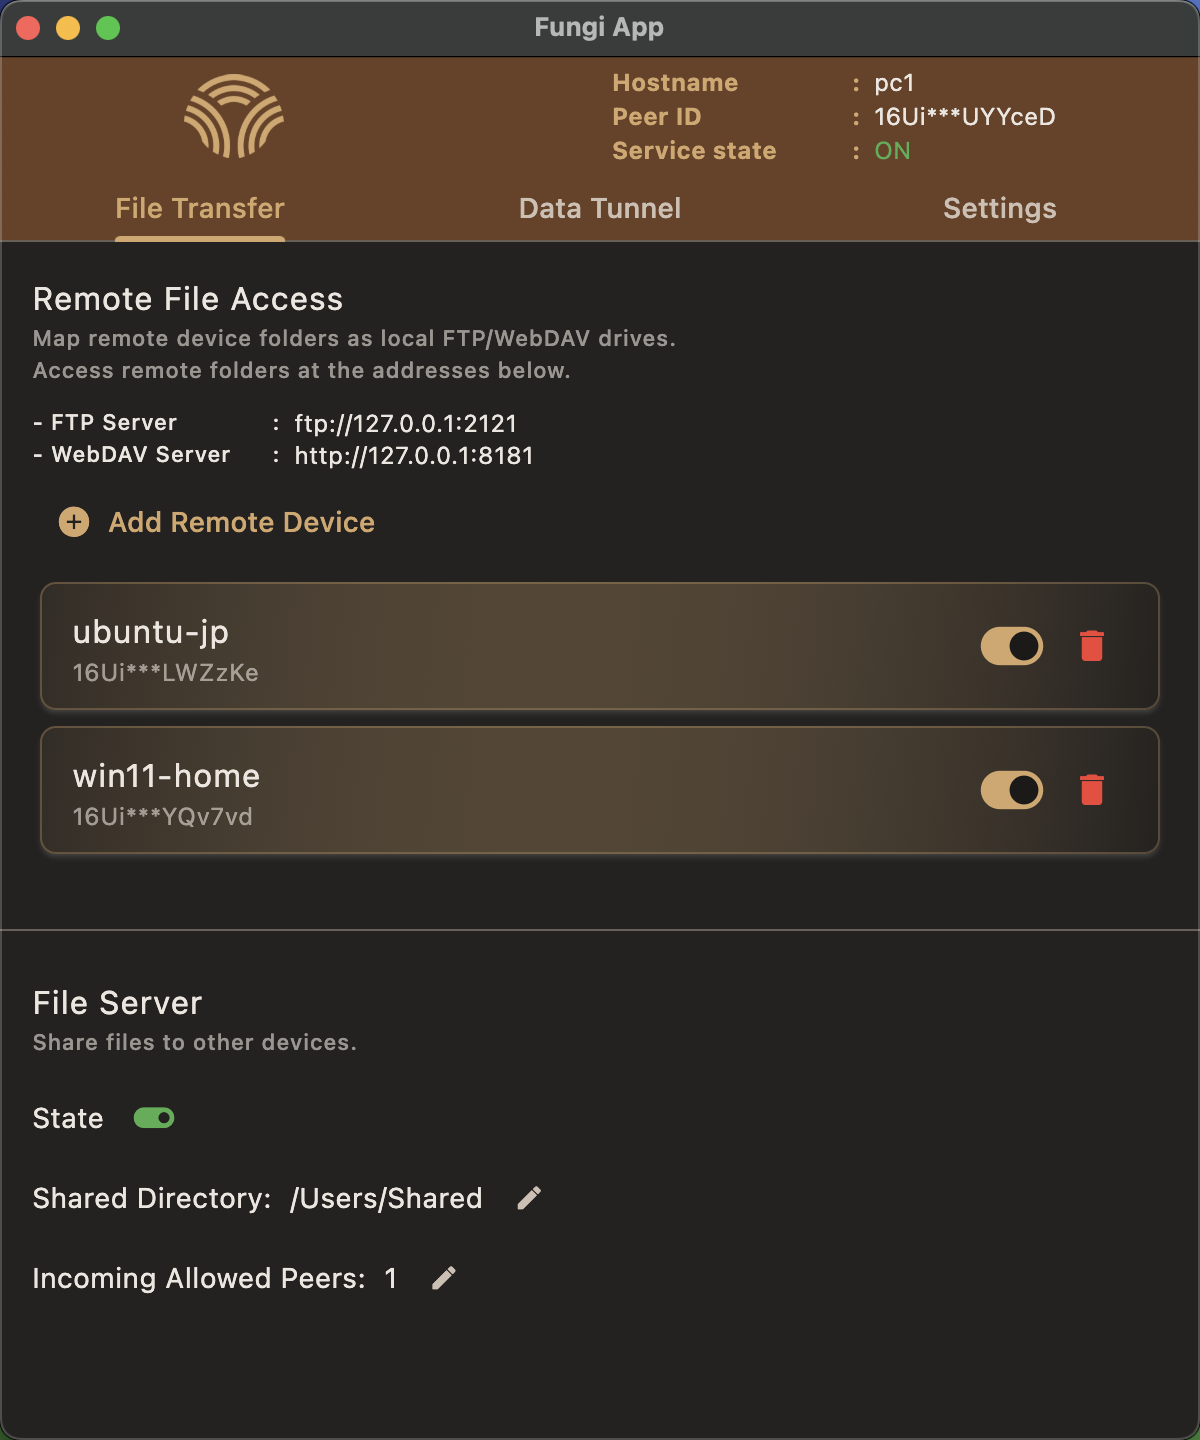 Fungi App
Hostname : pc1
Peer ID : 16Ui***UYYceD
Service state : ON
File Transfer
Data Tunnel
Settings
Remote File Access
Map remote device folders as local FTP/WebDAV drives.
Access remote folders at the addresses below.
- FTP Server : ftp://127.0.0.1:2121
- WebDAV Server : http://127.0.0.1:8181
Add Remote Device
ubuntu-jp
16Ui***LWZzKe
win11-home
16Ui***YQv7vd
File Server
Share files to other devices.
State
Shared Directory: /Users/Shared
Incoming Allowed Peers: 1